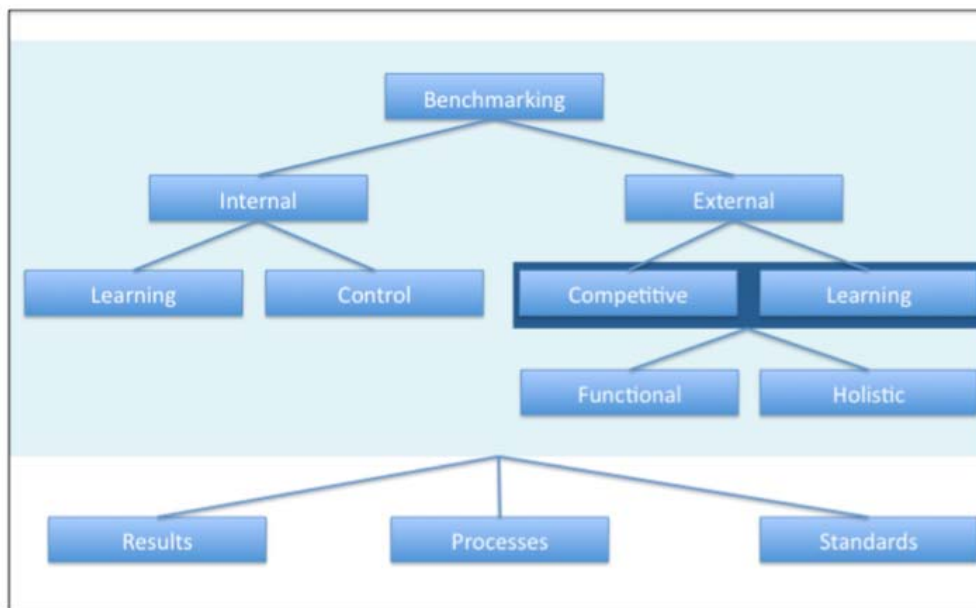 Benchmarking
Internal
External
Learning
Control
Competitive
Learning
Functional
Holistic
Results
Processes
Standards